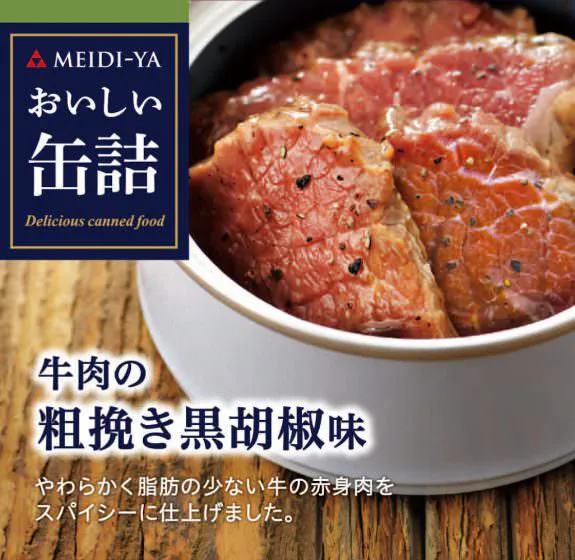 MEIDI-YA
おいしい
缶詰
Delicious canned food
牛肉の
粗挽き黒胡椒味
やわらかく脂肪の少ない牛の赤身肉を
スパイシーに仕上げました。